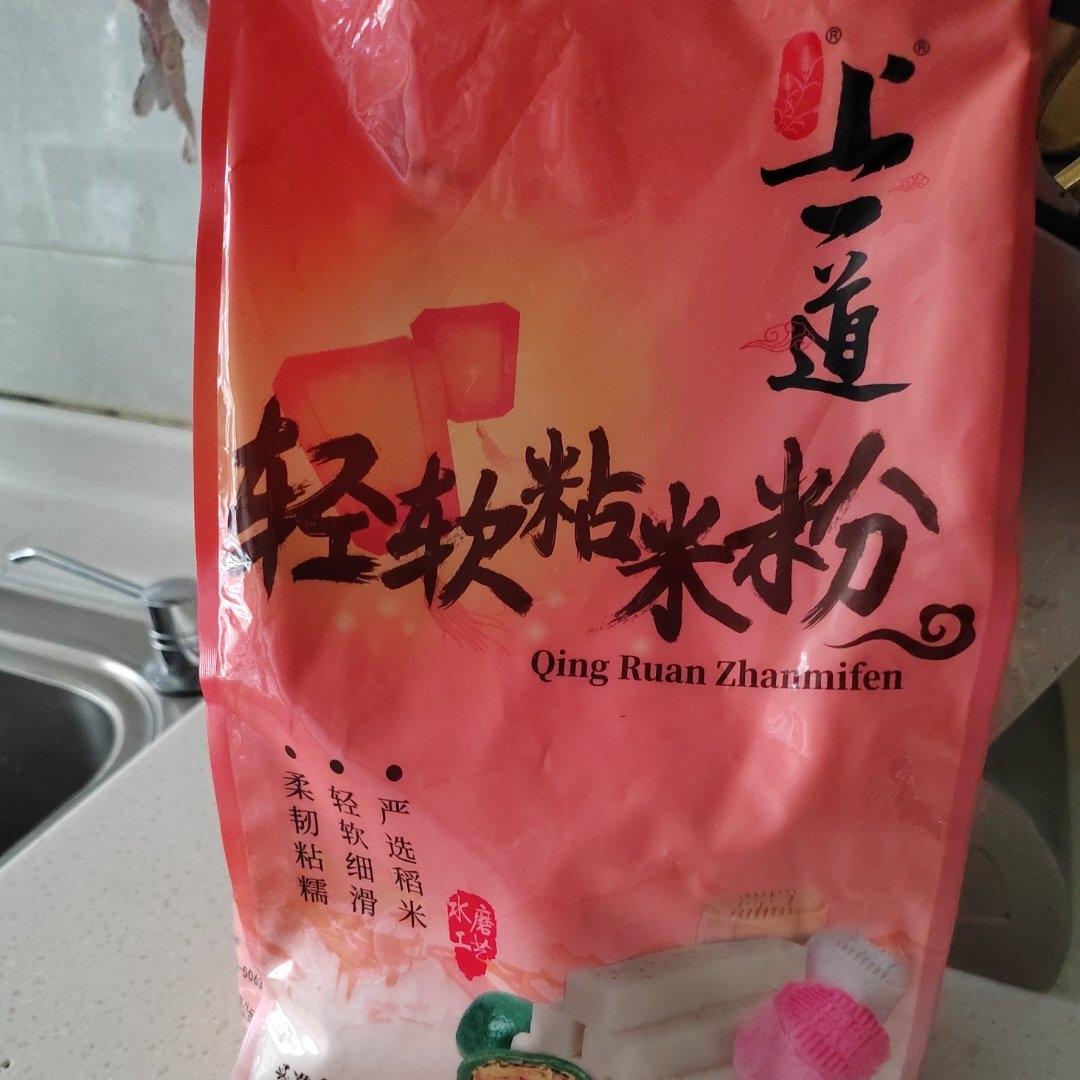 上一道
轻软粘米粉
Qing Ruan Zhanmifen
严选稻米
轻软细滑
柔韧粘糯
水磨工艺